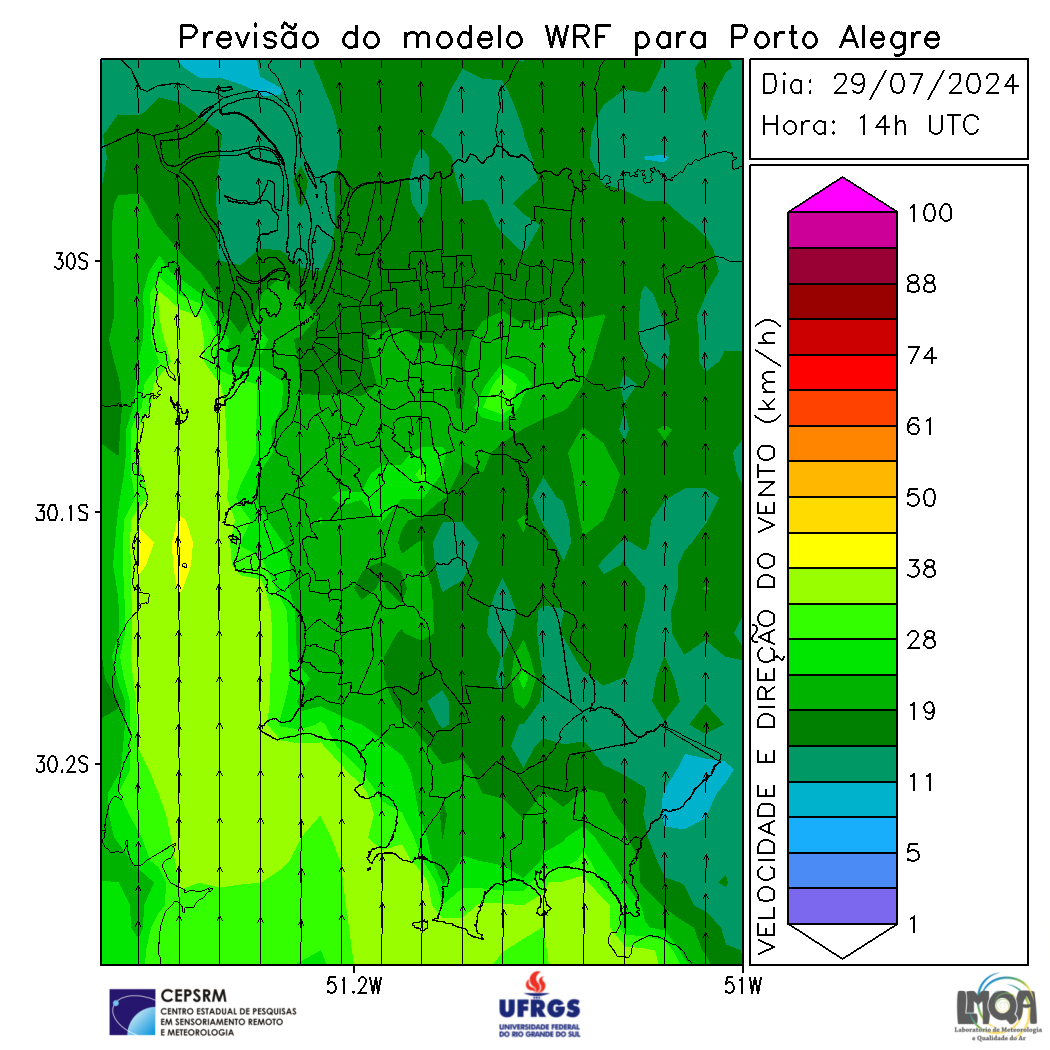 Previsão do modelo WRF para Porto Alegre
Dia: 29/07/2024
Hora: 14h UTC
30S
30.1S
30.2S
51.2W
51W
VELOCIDADE E DIREÇÃO DO VENTO (km/h)
100
88
74
61
50
38
28
19
11
5
1
CEPSRM
CENTRO ESTADUAL DE PESQUISAS
EM SENSORIAMENTO REMOTO
E METEOROLOGIA
UFRGS
UNIVERSIDADE FEDERAL
DO RIO GRANDE DO SUL
LMQA
Laboratório de Meteorologia
e Qualidade do Ar